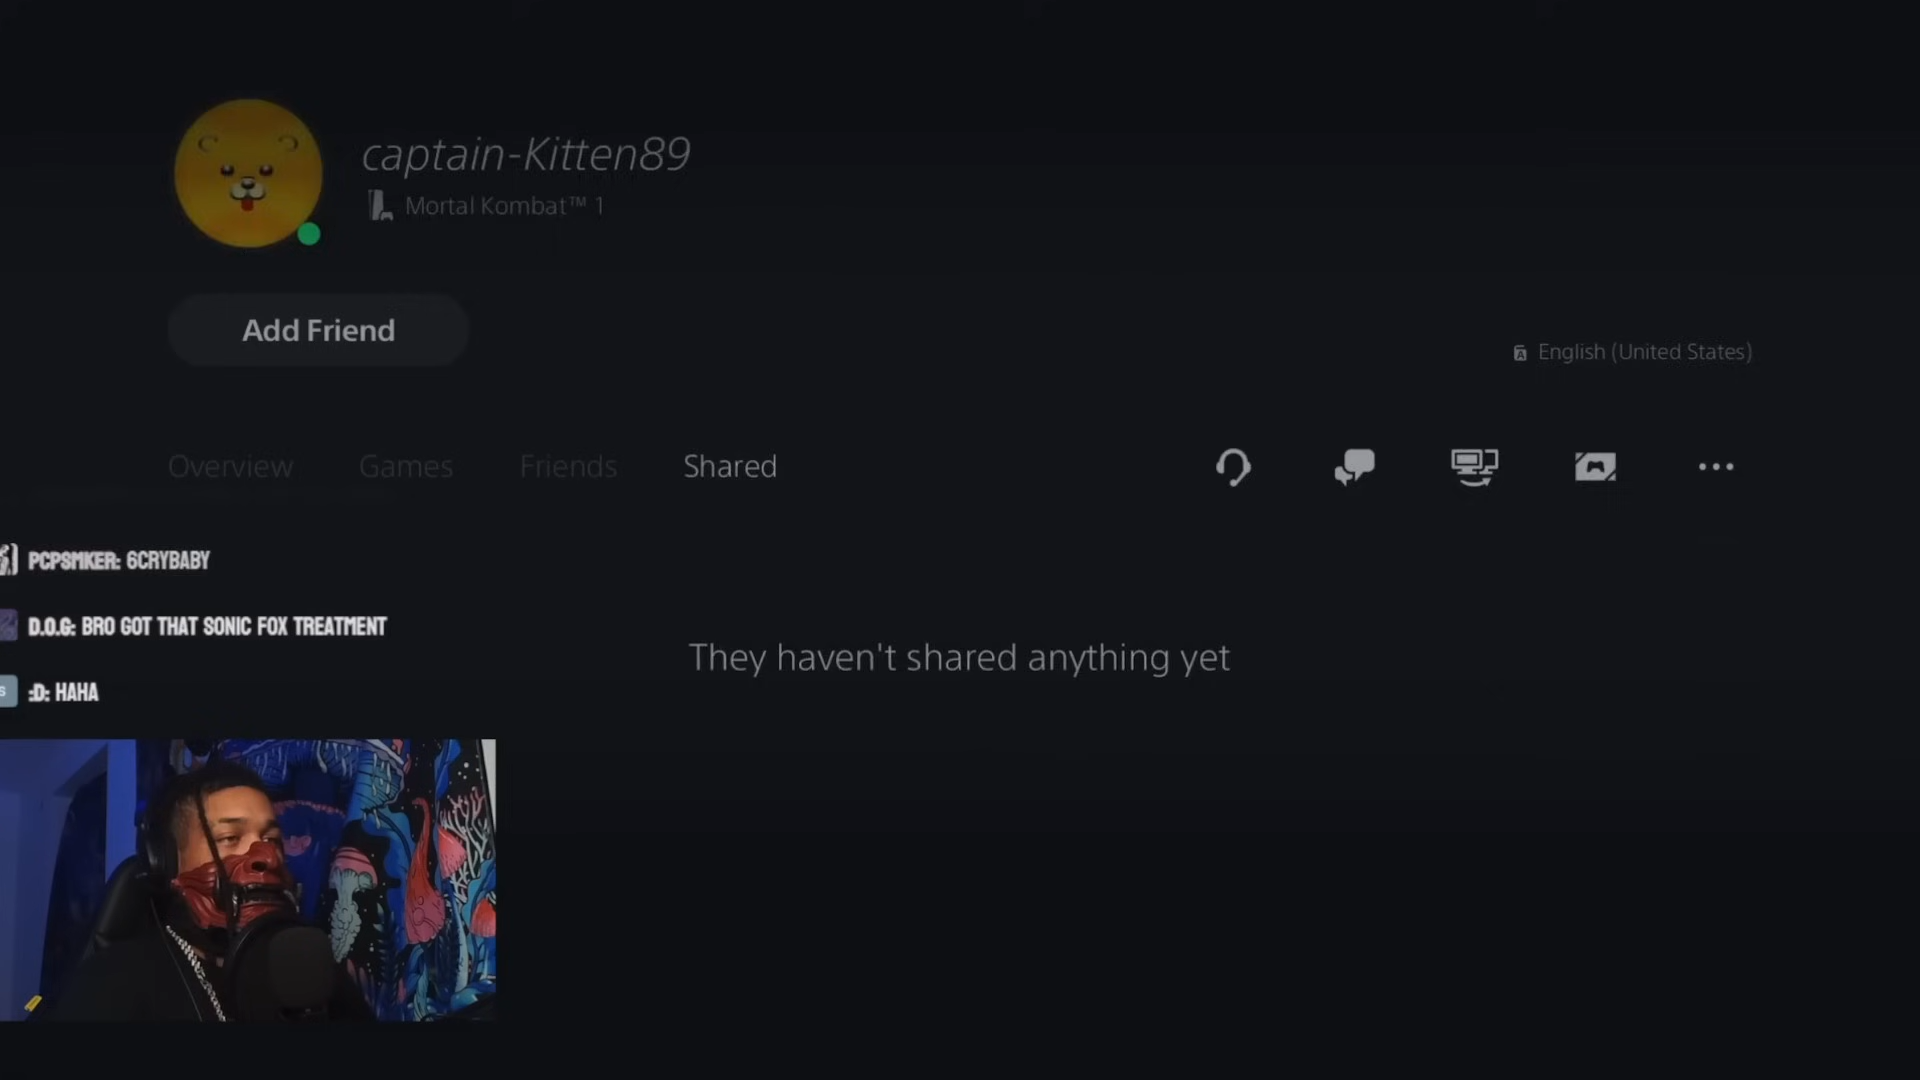 captain-Kitten89
Mortal Kombat™ 1
Add Friend
English (United States)
Overview
Games
Friends
Shared
PCPSMKER: 6CRYBABY
D.O.G: BRO GOT THAT SONIC FOX TREATMENT
S
:D: HAHA
They haven't shared anything yet